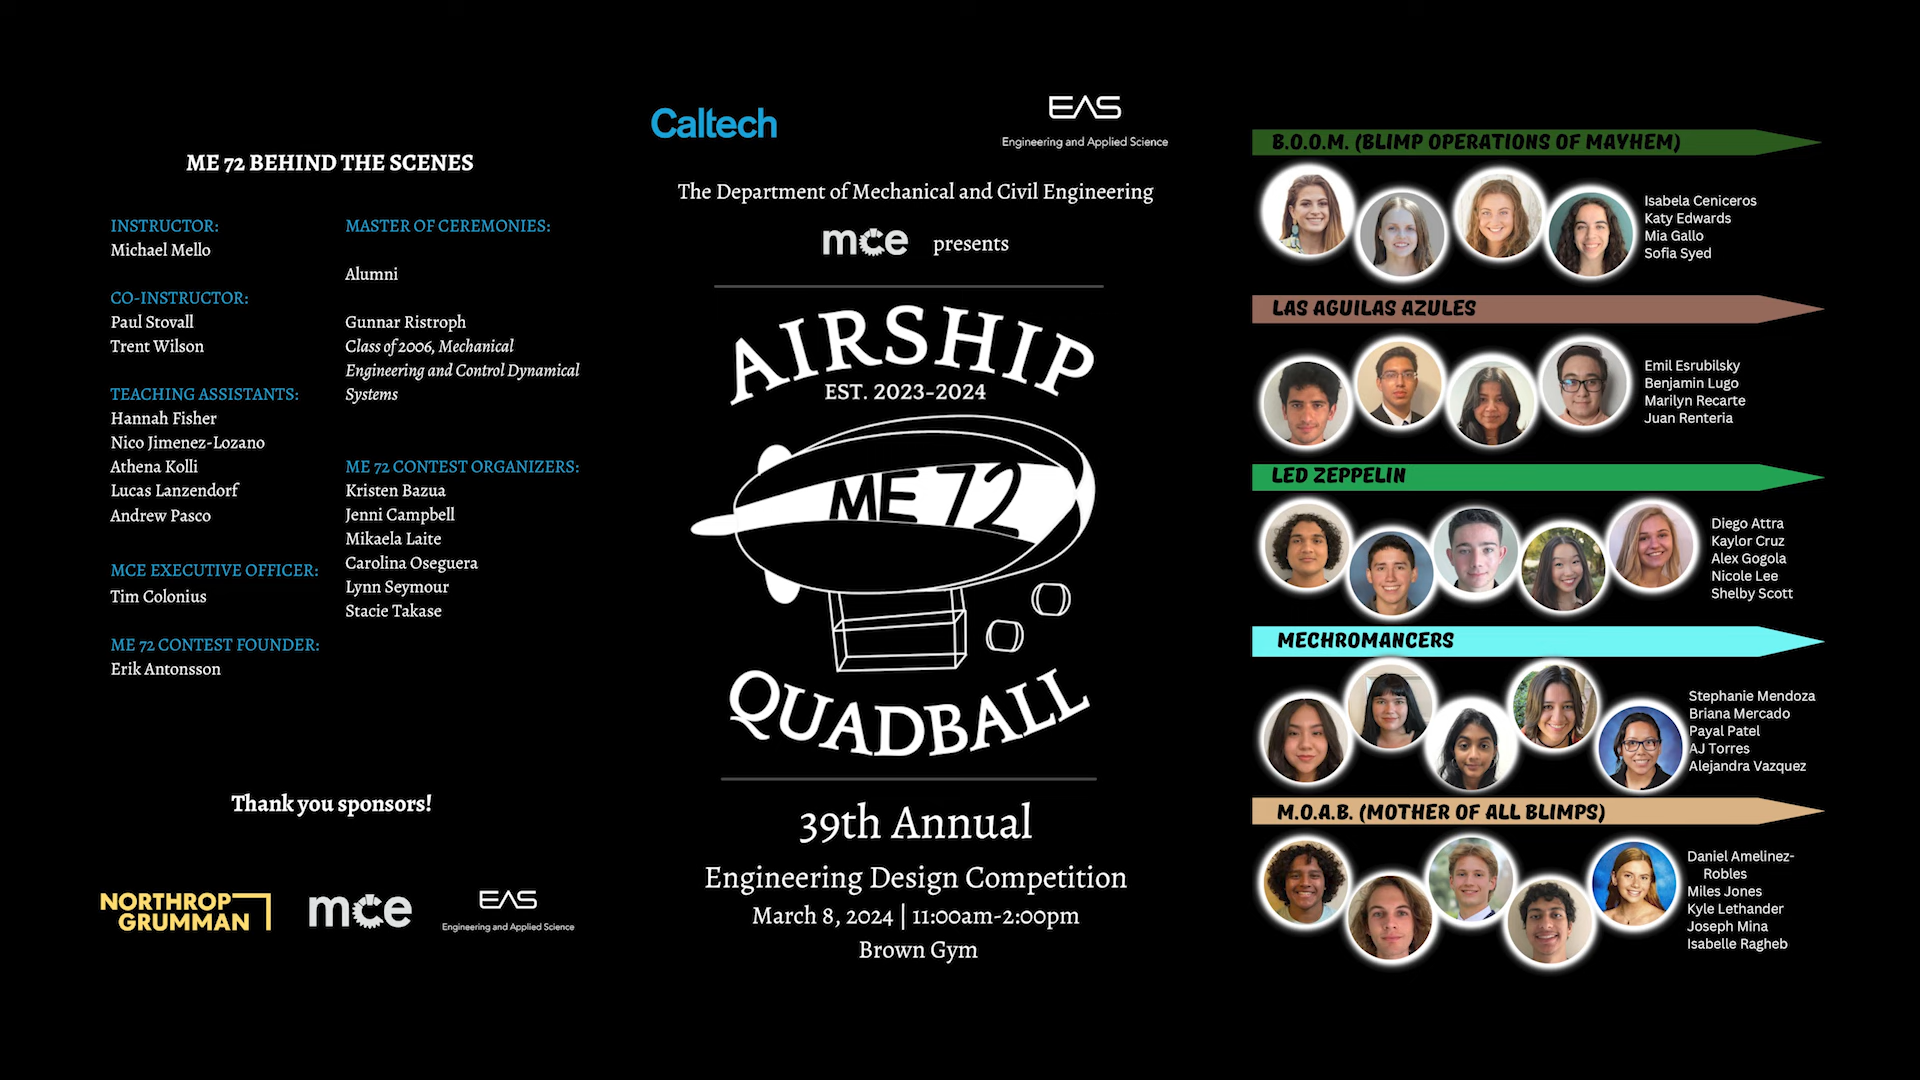 ME 72 BEHIND THE SCENES
INSTRUCTOR:
Michael Mello
CO-INSTRUCTOR:
Paul Stovall
Trent Wilson
TEACHING ASSISTANTS:
Hannah Fisher
Nico Jimenez-Lozano
Athena Kolli
Lucas Lanzendorf
Andrew Pasco
MCE EXECUTIVE OFFICER:
Tim Colonius
ME 72 CONTEST FOUNDER:
Erik Antonsson
MASTER OF CEREMONIES:
Alumni
Gunnar Ristroph
Class of 2006, Mechanical
Engineering and Control Dynamical
Systems
ME 72 CONTEST ORGANIZERS:
Kristen Bazua
Jenni Campbell
Mikaela Laite
Carolina Oseguera
Lynn Seymour
Stacie Takase
Thank you sponsors!
NORTHROP
GRUMMAN
mce
EAS
Engineering and Applied Science
Caltech
EAS
Engineering and Applied Science
The Department of Mechanical and Civil Engineering
mce presents
AIRSHIP
EST. 2023-2024
ME 72
QUADBALL
39th Annual
Engineering Design Competition
March 8, 2024 | 11:00am-2:00pm
Brown Gym
B.O.O.M. (BLIMP OPERATIONS OF MAYHEM)
Isabela Ceniceros
Katy Edwards
Mia Gallo
Sofia Syed
LAS AGUILAS AZULES
Emil Esrubilsky
Benjamin Lugo
Marilyn Recarte
Juan Renteria
LED ZEPPELIN
Diego Attra
Kaylor Cruz
Alex Gogola
Nicole Lee
Shelby Scott
MECHROMANCERS
Stephanie Mendoza
Briana Mercado
Payal Patel
AJ Torres
Alejandra Vazquez
M.O.A.B. (MOTHER OF ALL BLIMPS)
Daniel Amelinez-
Robles
Miles Jones
Kyle Lethander
Joseph Mina
Isabelle Ragheb